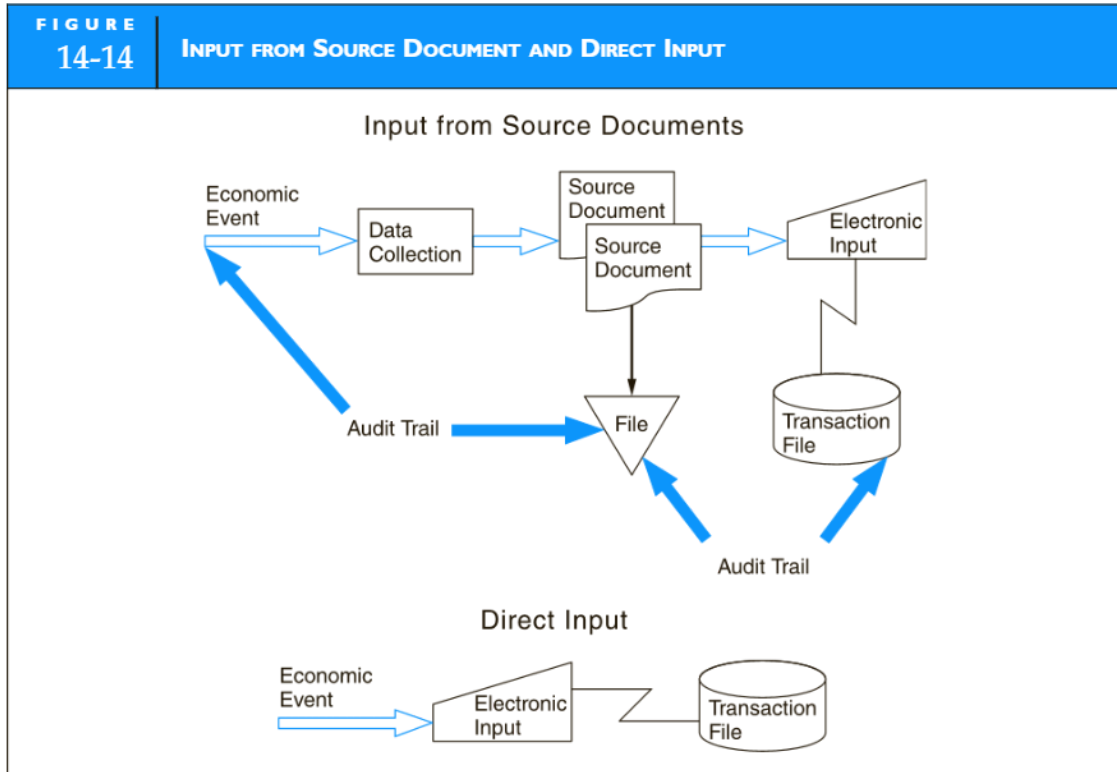 FIGURE
14-14
INPUT FROM SOURCE DOCUMENT AND DIRECT INPUT
Input from Source Documents
Economic
Event
Data
Collection
Source
Document
Source
Document
Electronic
Input
Audit Trail
File
Transaction
File
Audit Trail
Direct Input
Economic
Event
Electronic
Input
Transaction
File